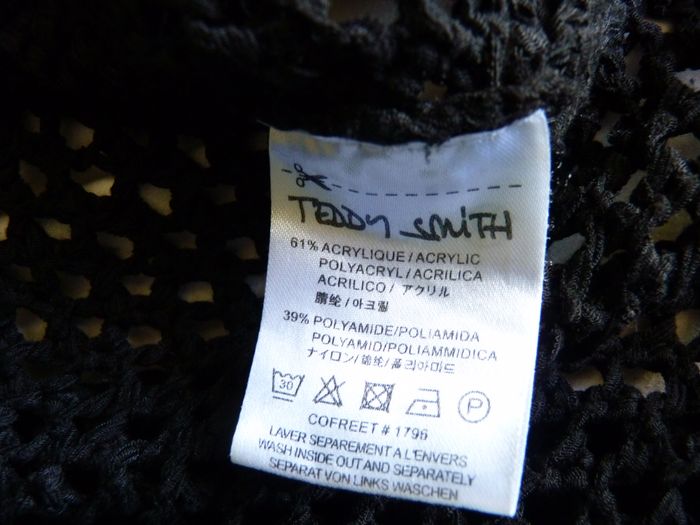 TEDDY SMITH
61% ACRYLIQUE/ACRYLIC
POLYACRYL/ACRILICA
ACRILICO/ アクリル
腈纶/아크릴
39% POLYAMIDE/POLIAMIDA
POLYAMID/POLIAMMIDICA
ナイロン/锦纶/폴리아미드
30
P
COFREET # 1796
LAVER SEPAREMENT A L'ENVERS
WASH INSIDE OUT AND SEPARATELY
SEPARAT VON LINKS WASCHEN